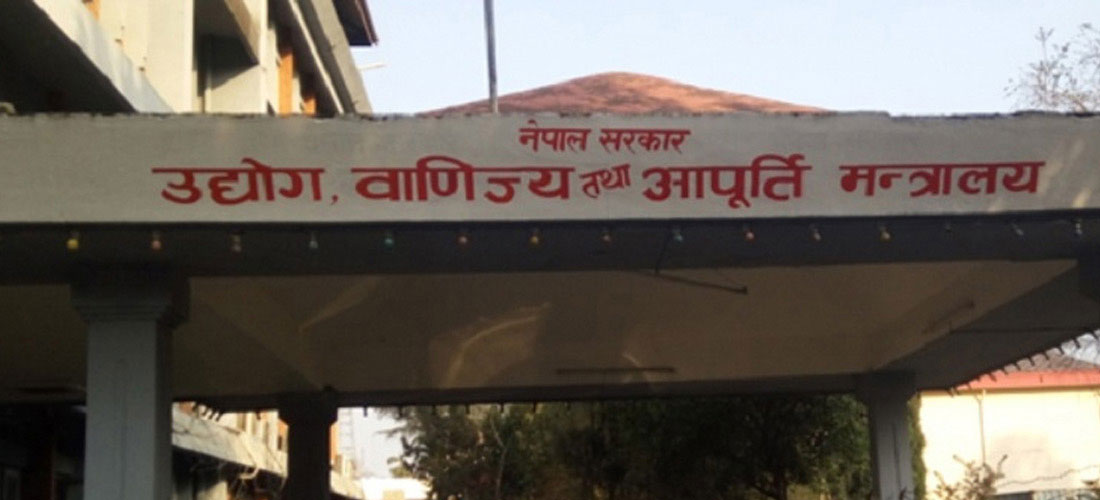 नेपाल सरकार
उद्योग, वाणिज्य तथा आपूर्ति मन्त्रालय